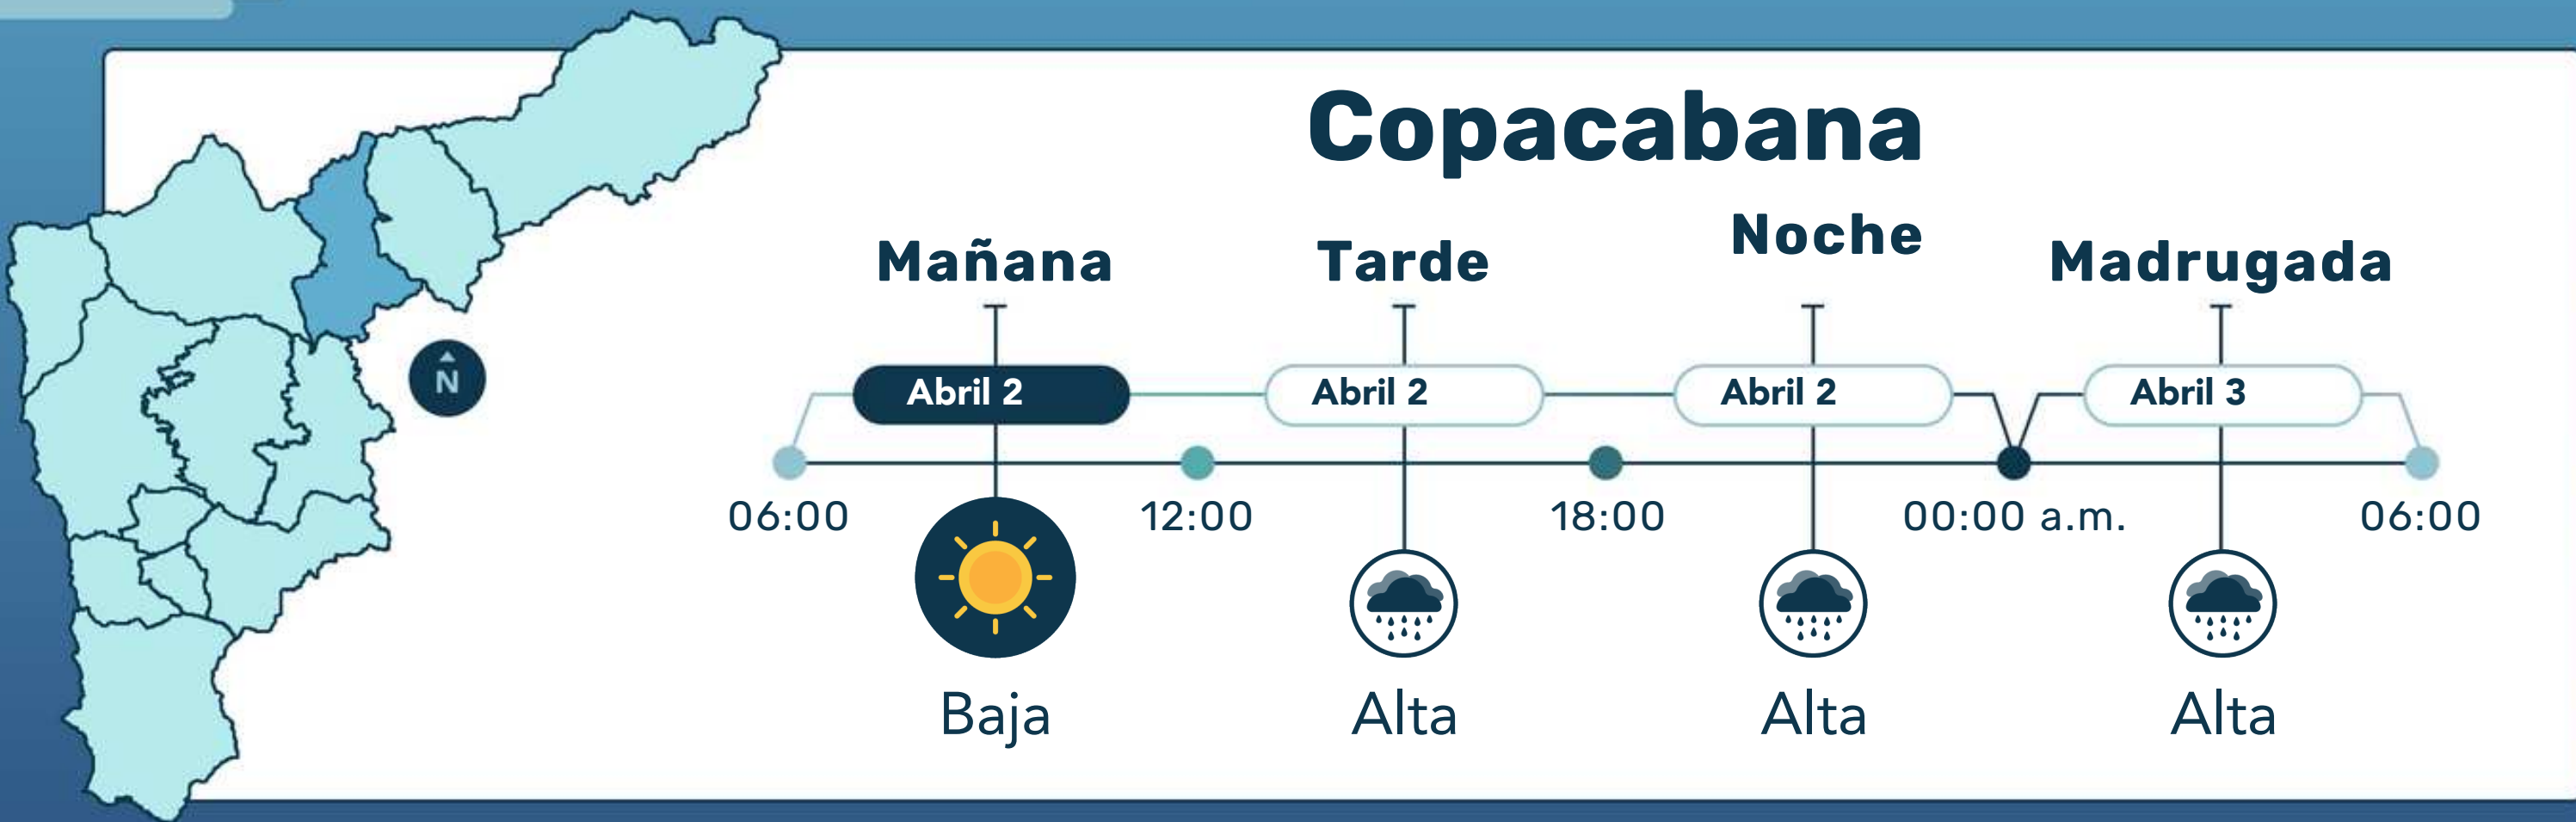 Copacabana
Mañana
Tarde
Noche
Madrugada
Abril 2
Abril 2
Abril 2
Abril 3
N
06:00
12:00
18:00
00:00 a.m.
06:00
Baja
Alta
Alta
Alta